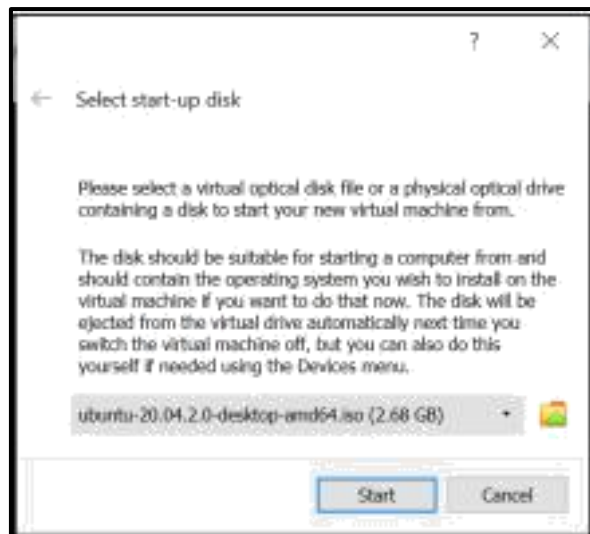 ?
Select start-up disk
Please select a virtual optical disk file or a physical optical drive
containing a disk to start your new virtual machine from.
The disk should be suitable for starting a computer from and
should contain the operating system you wish to install on the
virtual machine if you want to do that now. The disk will be
ejected from the virtual drive automatically next time you
switch the virtual machine off, but you can also do this
yourself if needed using the Devices menu.
ubuntu-20.04.2.0-desktop-amd64.iso (2.68 GB)
Start Cancel